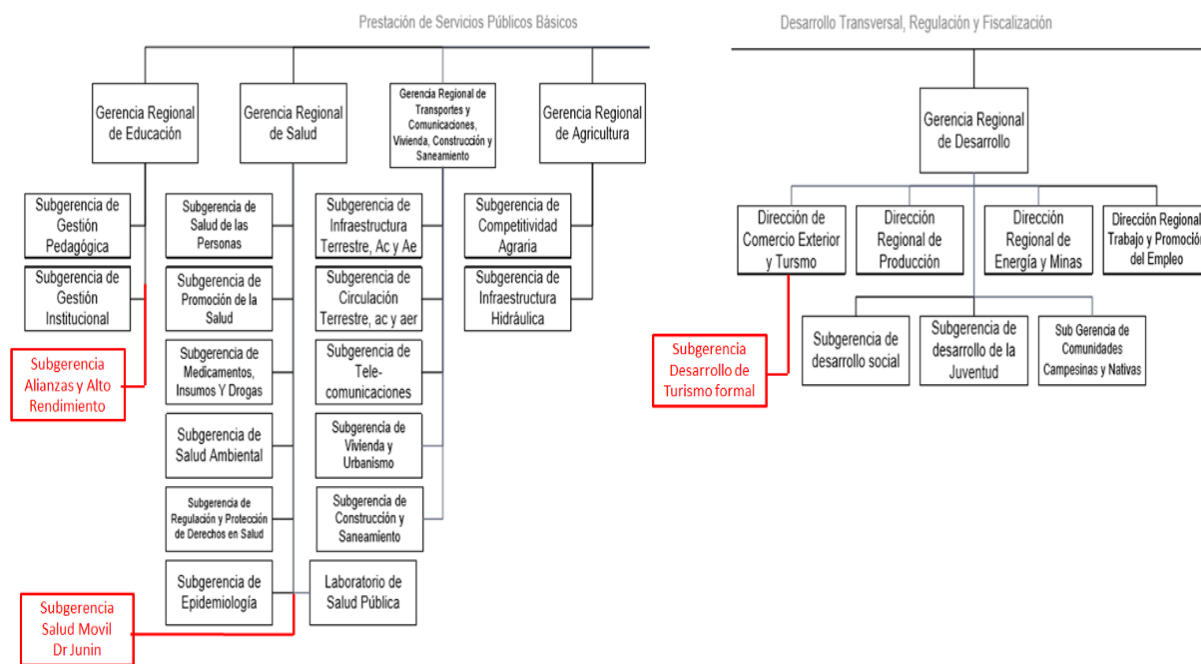 Prestación de Servicios Públicos Básicos
Desarrollo Transversal, Regulación y Fiscalización
Gerencia Regional
de Educación
Gerencia Regional
de Salud
Gerencia Regional de
Transportes y
Comunicaciones,
Vivienda, Construcción y
Saneamiento
Gerencia Regional
de Agricultura
Gerencia Regional
de Desarrollo
Subgerencia de
Gestión
Pedagógica
Subgerencia de
Gestión
Institucional
Subgerencia
Alianzas y Alto
Rendimiento
Subgerencia de
Salud de las
Personas
Subgerencia de
Promoción de la
Salud
Subgerencia de
Medicamentos,
Insumos Y Drogas
Subgerencia de
Salud Ambiental
Subgerencia de
Regulación y Protección
de Derechos en Salud
Subgerencia de
Epidemiología
Laboratorio de
Salud Pública
Subgerencia
Salud Movil
Dr Junin
Subgerencia de
Infraestructura
Terrestre, Ac y Ae
Subgerencia de
Circulación
Terrestre, ac y aer
Subgerencia de
Tele-
comunicaciones
Subgerencia de
Vivienda y
Urbanismo
Subgerencia de
Construcción y
Saneamiento
Subgerencia de
Competitividad
Agraria
Subgerencia de
Infraestructura
Hidráulica
Dirección de
Comercio Exterior
y Tursmo
Dirección
Regional de
Producción
Dirección
Regional de
Energía y Minas
Dirección Regional
Trabajo y Promoción
del Empleo
Subgerencia
Desarrollo de
Turismo formal
Subgerencia de
desarrollo social
Subgerencia de
desarrollo de la
Juventud
Sub Gerencia de
Comunidades
Campesinas y Nativas